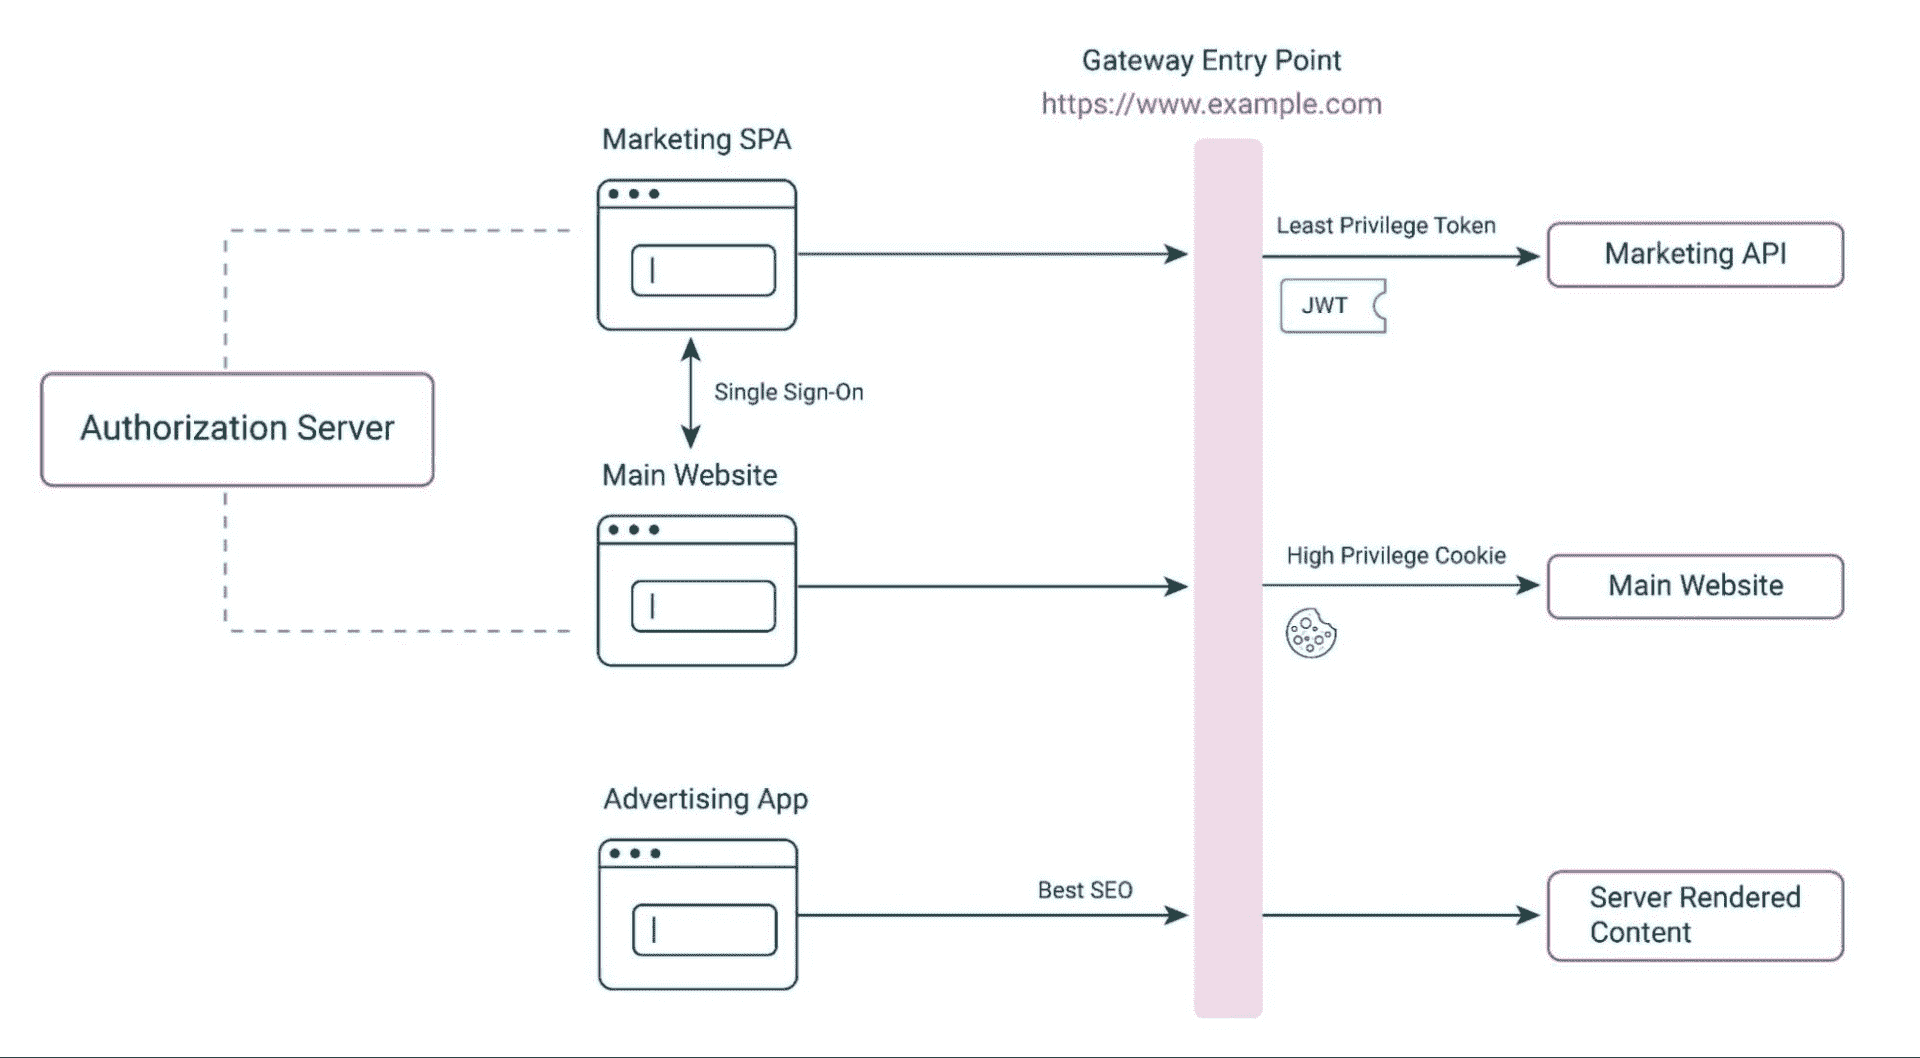 Gateway Entry Point
https://www.example.com
Marketing SPA
Least Privilege Token
Marketing API
JWT
Single Sign-On
Authorization Server
Main Website
High Privilege Cookie
Main Website
Advertising App
Best SEO
Server Rendered
Content